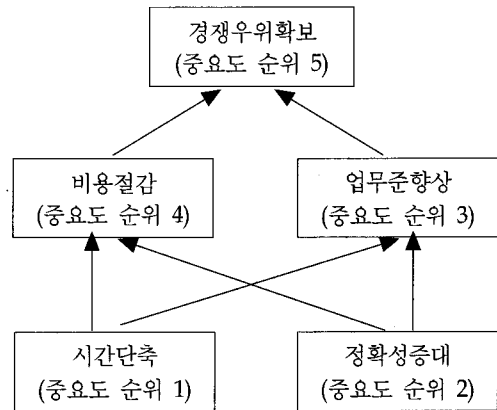 경쟁우위확보
(중요도 순위 5)
비용절감
(중요도 순위 4)
업무준향상
(중요도 순위 3)
시간단축
(중요도 순위 1)
정확성증대
(중요도 순위 2)